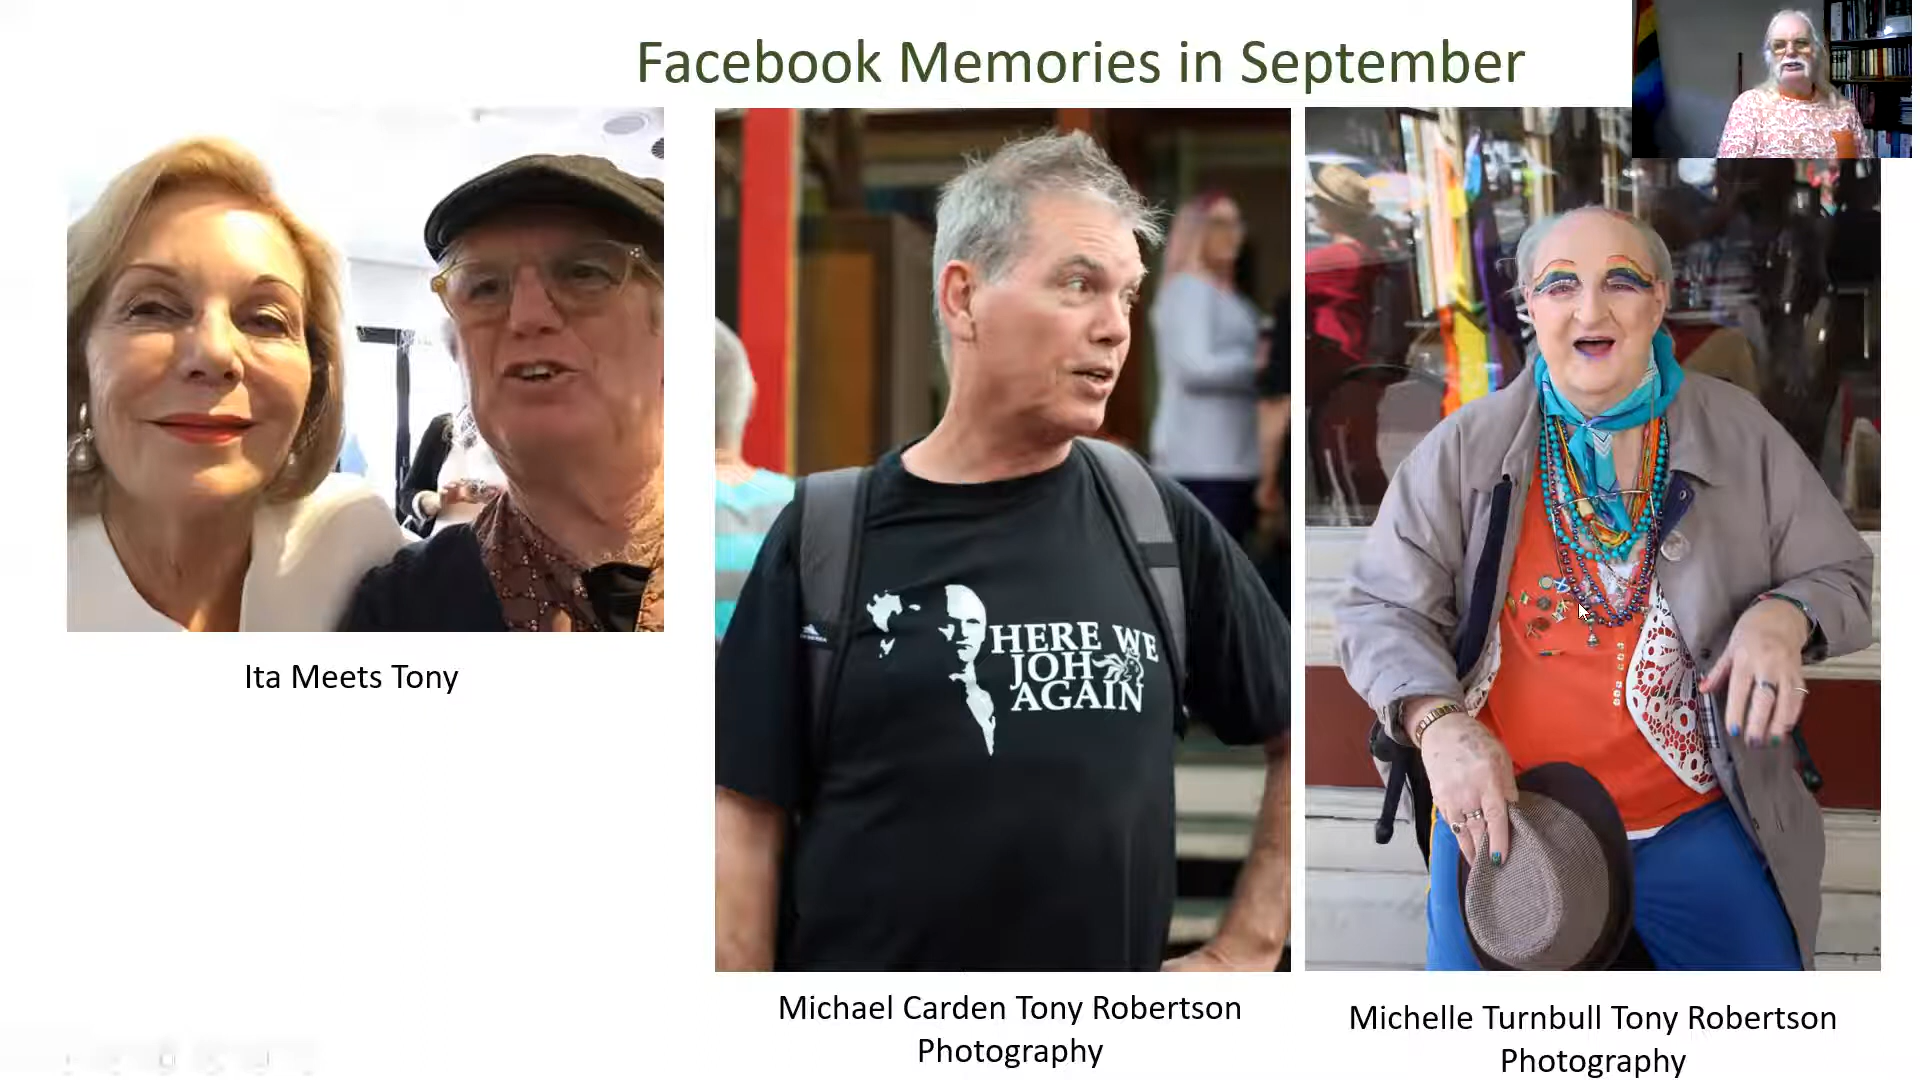 Facebook Memories in September
Ita Meets Tony
HERE WE
JOH
AGAIN
Michael Carden Tony Robertson
Photography
Michelle Turnbull Tony Robertson
Photography